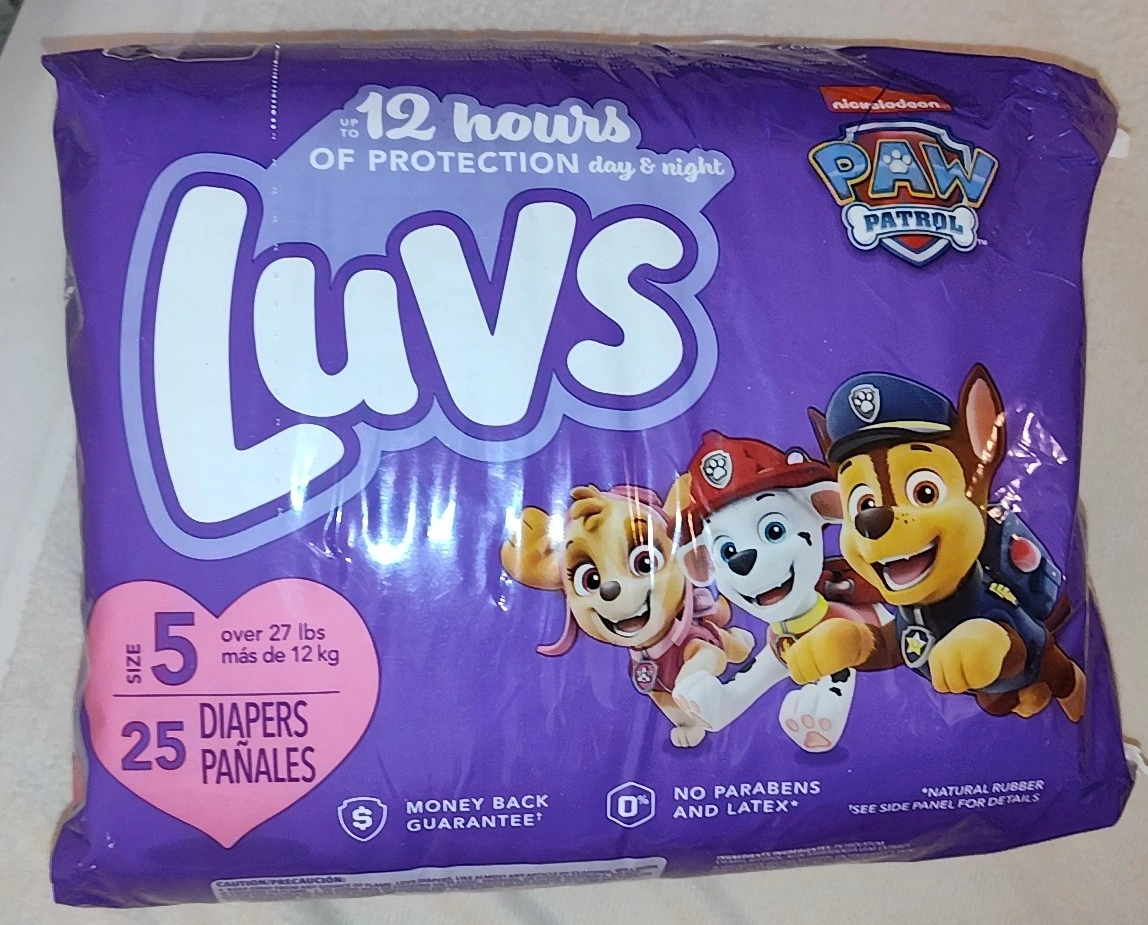 UP TO 12 hours
OF PROTECTION day & night
Luvs
nickelodeon
PAW
PATROL™
SIZE 5
over 27 lbs
más de 12 kg
25 DIAPERS
PAÑALES
$ MONEY BACK
GUARANTEE†
0% NO PARABENS
AND LATEX*
*NATURAL RUBBER
†SEE SIDE PANEL FOR DETAILS
CAUTION/PRECAUCIÓN: